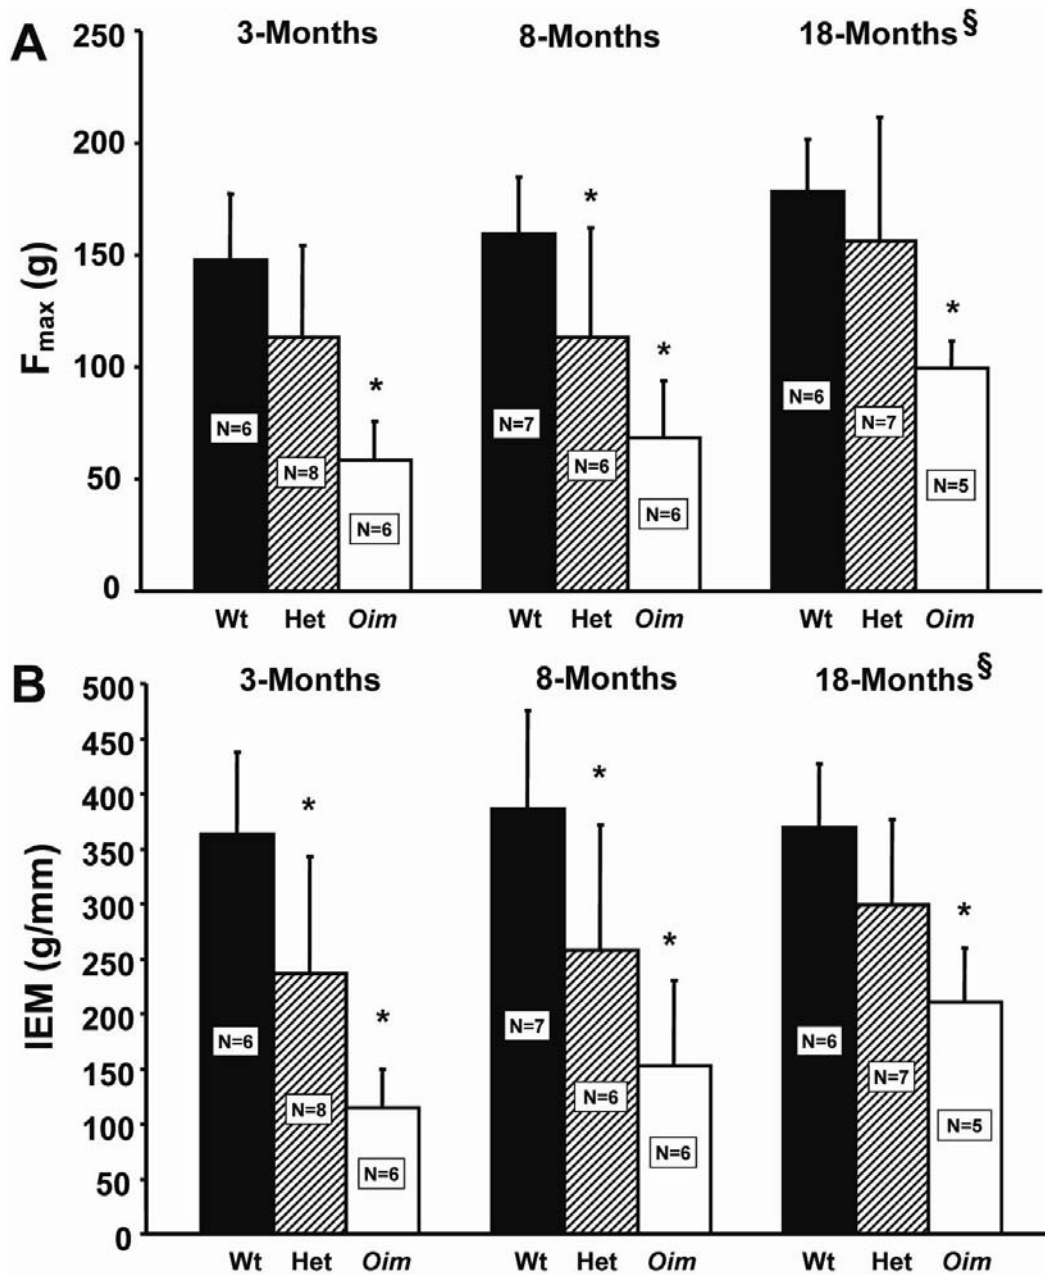 A
3-Months 8-Months 18-Months§
250
200
150
100
50
0
Fmax (g)
* * * *
N=6 N=8 N=6 N=7 N=6 N=6 N=6 N=7 N=5
Wt Het Oim Wt Het Oim Wt Het Oim
B
3-Months 8-Months 18-Months§
500
450
400
350
300
250
200
150
100
50
0
IEM (g/mm)
* * * * *
N=6 N=8 N=6 N=7 N=6 N=6 N=6 N=7 N=5
Wt Het Oim Wt Het Oim Wt Het Oim